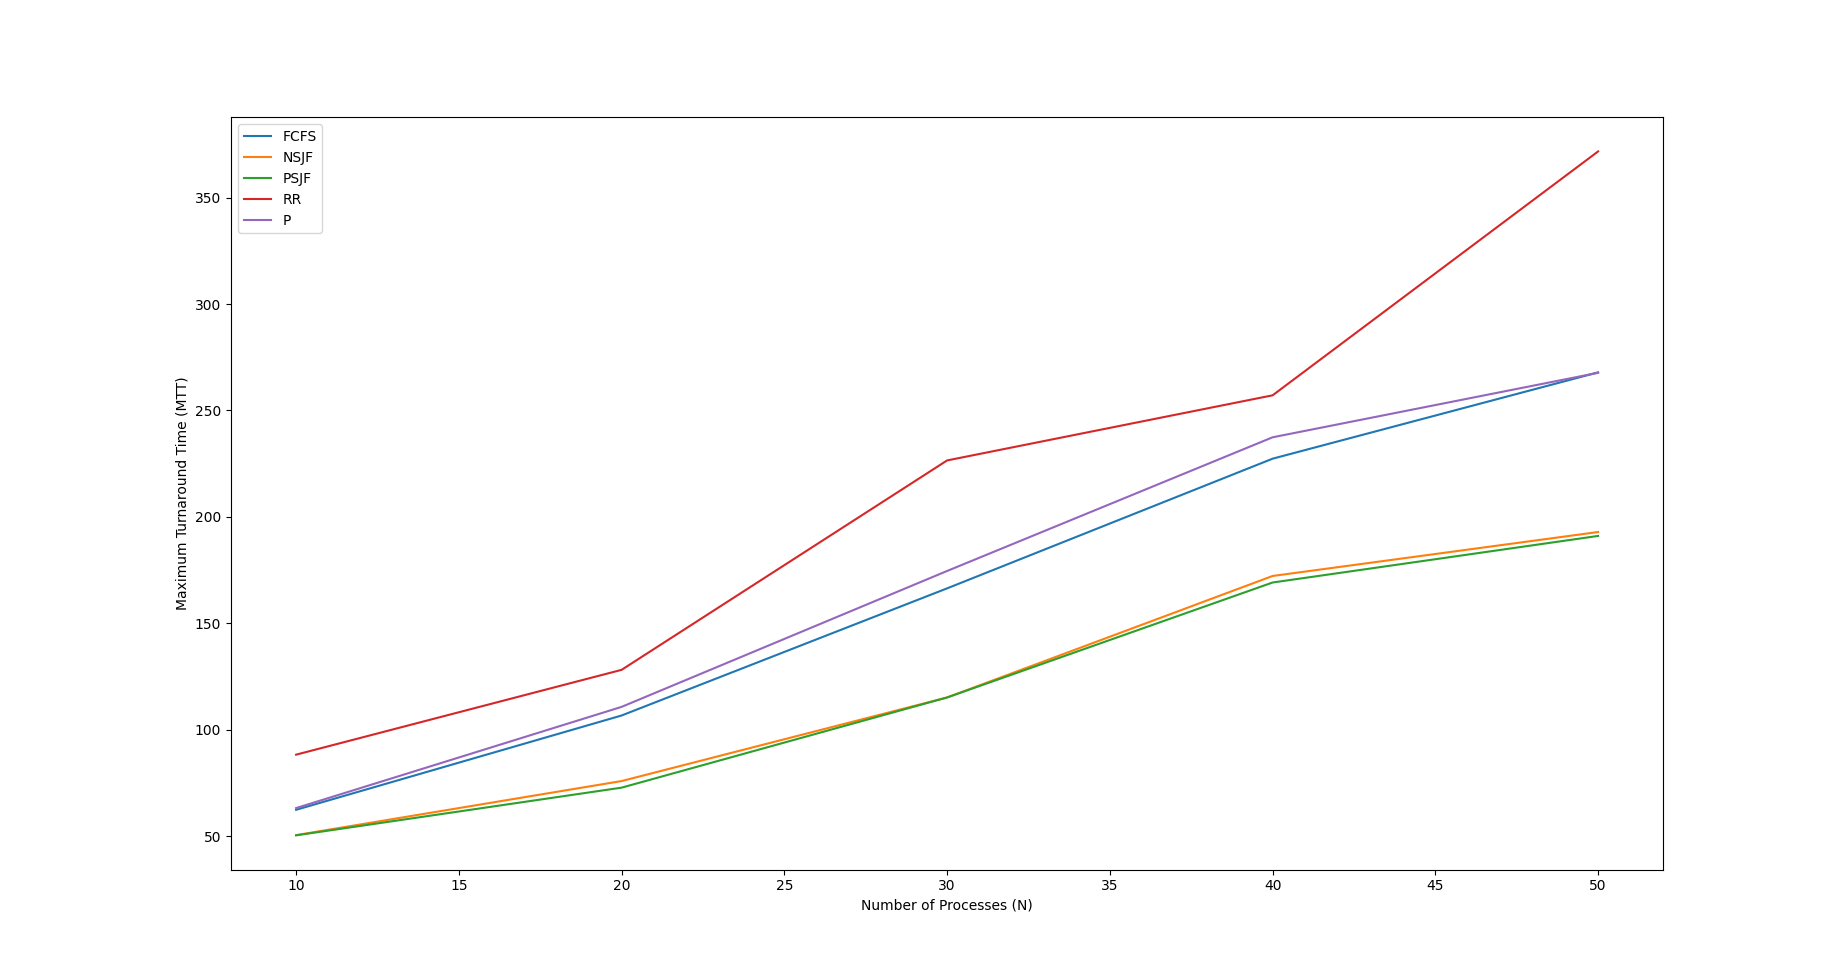 FCFS
NSJF
PSJF
RR
P
350
300
250
200
150
100
50
Maximum Turnaround Time (MTT)
10 15 20 25 30 35 40 45 50
Number of Processes (N)